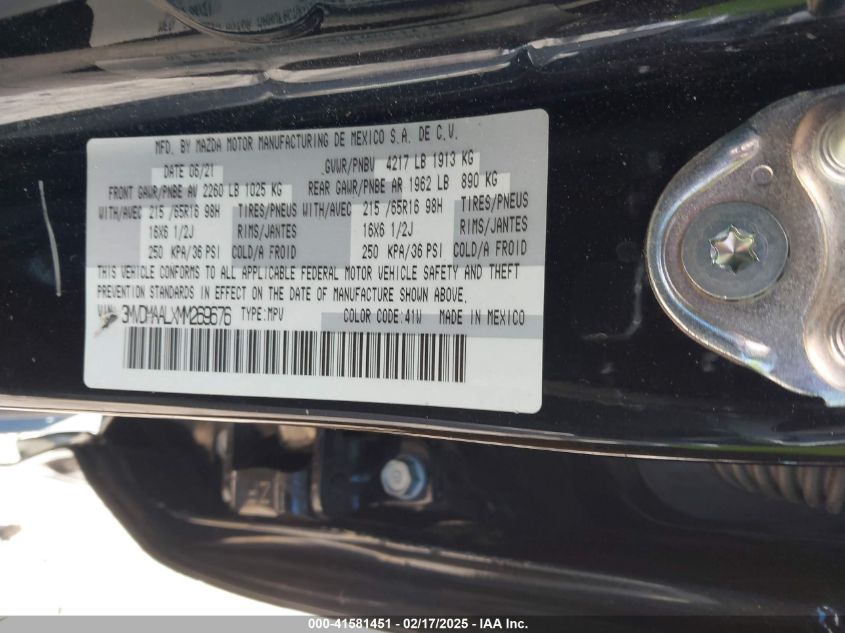 MFD. BY MAZDA MOTOR MANUFACTURING DE MEXICO S.A. DE C.V.
DATE 06/21 GVWR/PNBV 4217 LB 1913 KG
FRONT GAWR/PNBE AV 2260 LB 1025 KG REAR GAWR/PNBE AR 1962 LB 890 KG
WITH/AVEC 215 /65R16 98H TIRES/PNEUS WITH/AVEC 215 /65R16 98H TIRES/PNEUS
16X6 1/2J RIMS/JANTES 16X6 1/2J RIMS/JANTES
250 KPA/36 PSI COLD/A FROID 250 KPA/36 PSI COLD/A FROID
THIS VEHICLE CONFORMS TO ALL APPLICABLE FEDERAL MOTOR VEHICLE SAFETY AND THEFT
PREVENTION STANDARDS IN EFFECT ON THE DATE OF MANUFACTURE SHOWN ABOVE.
VIN: 3MVDMAALXMM269676 TYPE:MPV COLOR CODE:41W MADE IN MEXICO
000-41581451 - 02/17/2025 - IAA Inc.